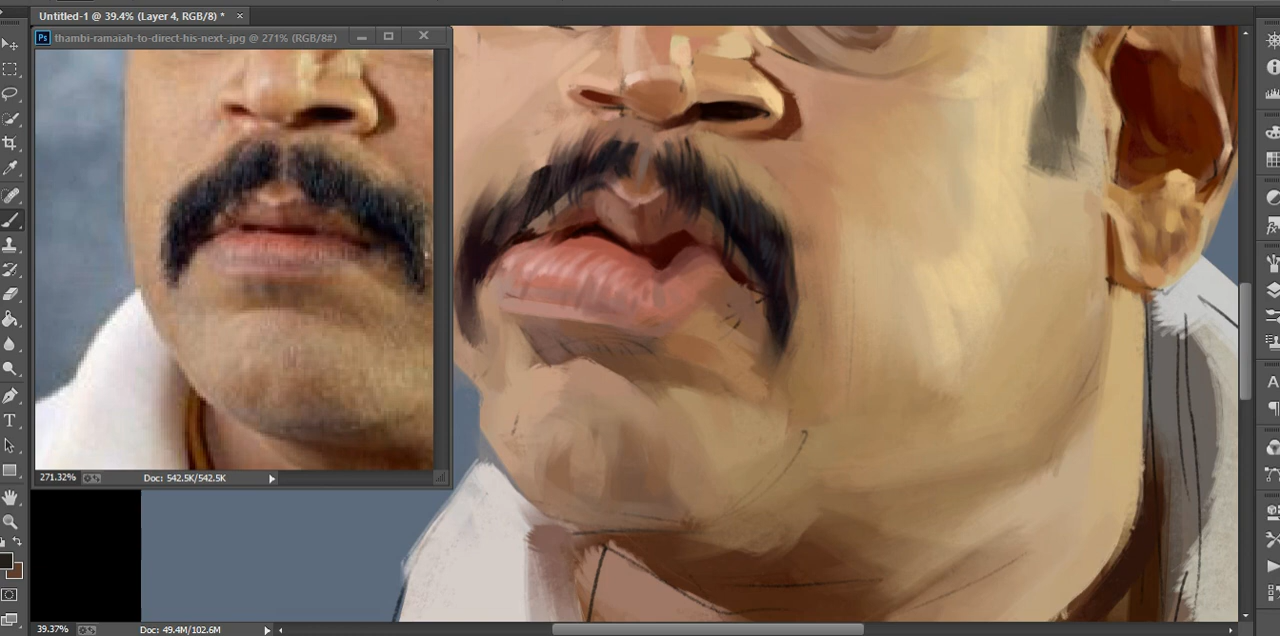 Untitled-1 @ 39.4% (Layer 4, RGB/8) * ×
Ps thambi-ramaiah-to-direct-his-next-.jpg @ 271% (RGB/8#)
271.32% Doc: 542.5K/542.5K
39.37% Doc: 49.4M/102.6M